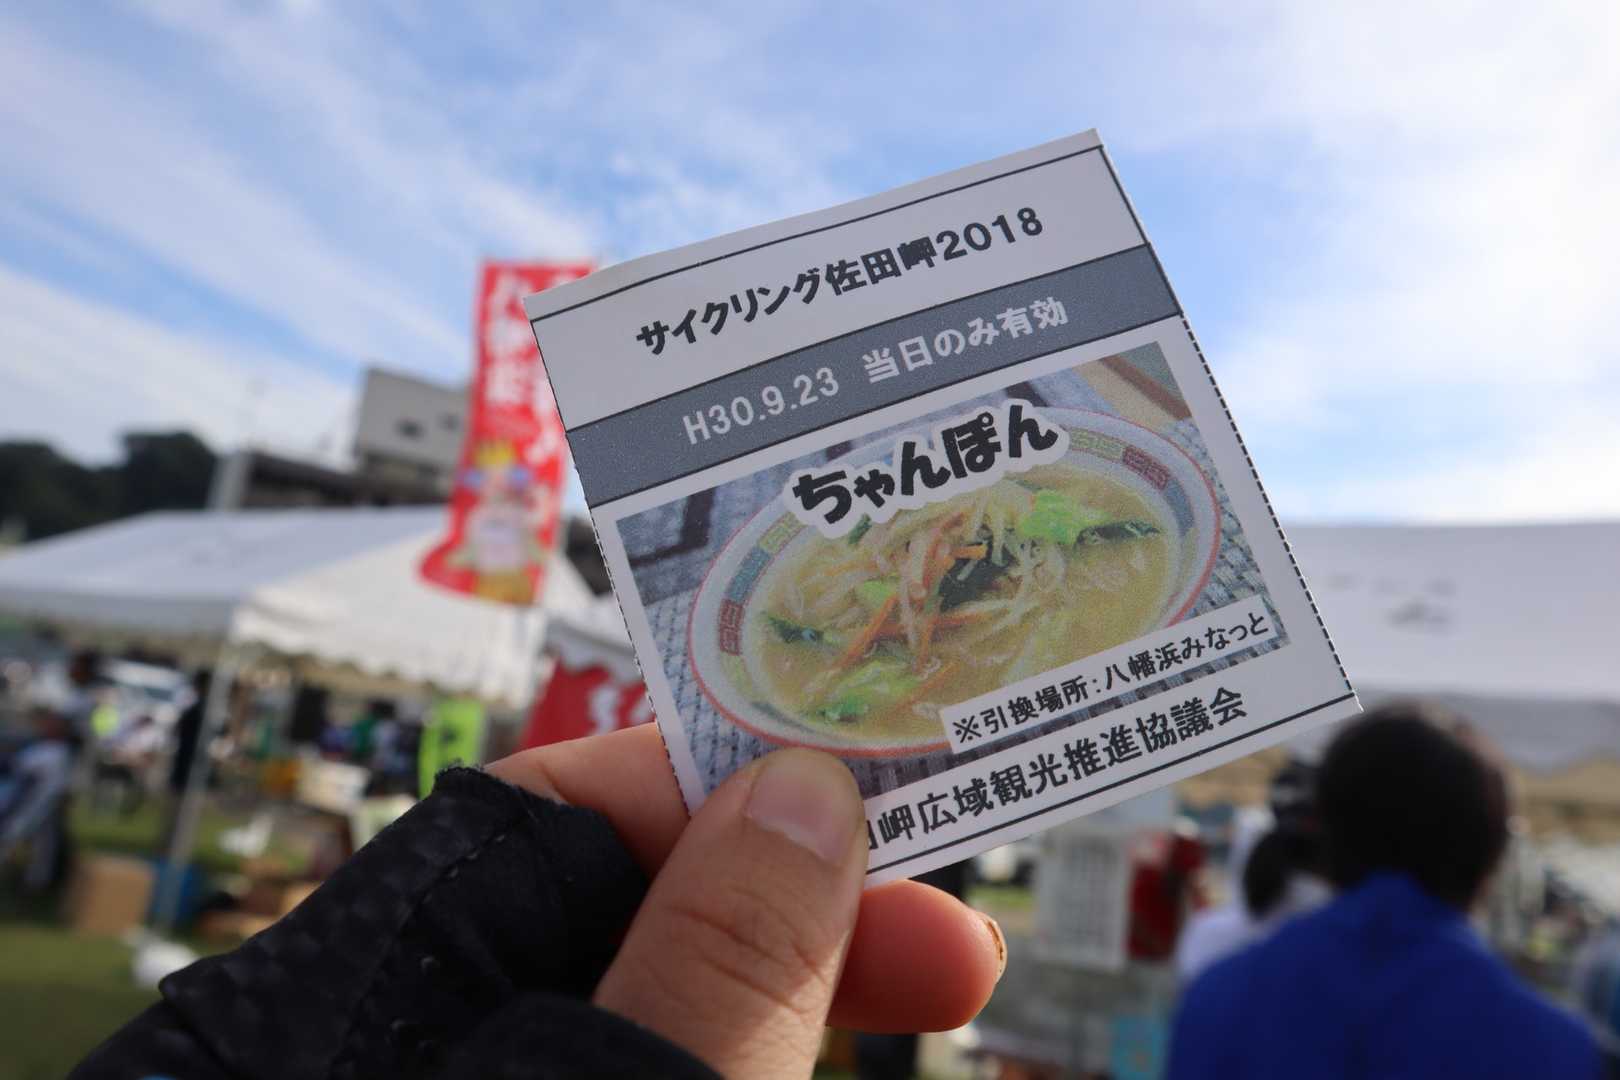 サイクリング佐田岬2018
H30.9.23 当日のみ有効
ちゃんぽん
※引換場所:八幡浜みなっと
岬広域観光推進協議会